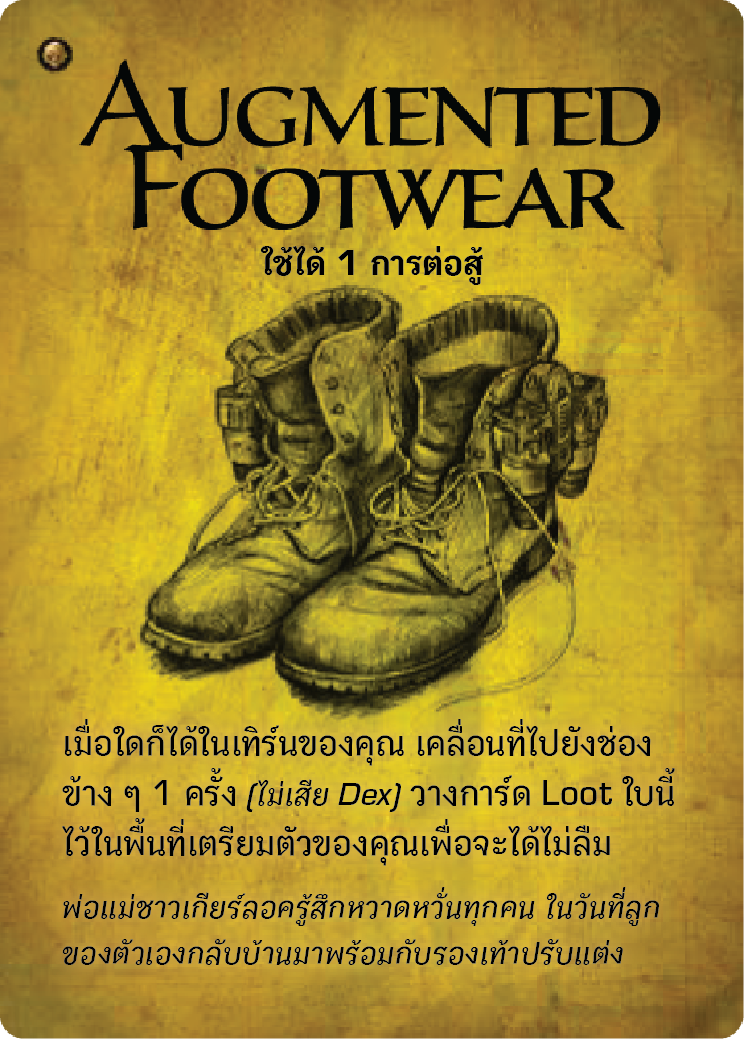 AUGMENTED
FOOTWEAR
ใช้ได้ 1 การต่อสู้
เมื่อใดก็ได้ในเทิร์นของคุณ เคลื่อนที่ไปยังช่อง
ข้าง ๆ 1 ครั้ง (ไม่เสีย Dex) วางการ์ด Loot ใบนี้
ไว้ในพื้นที่เตรียมตัวของคุณเพื่อจะได้ไม่ลืม
พ่อแม่ชาวเกียร์ลอครู้สึกหวาดหวั่นทุกคน ในวันที่ลูก
ของตัวเองกลับบ้านมาพร้อมกับรองเท้าปรับแต่ง